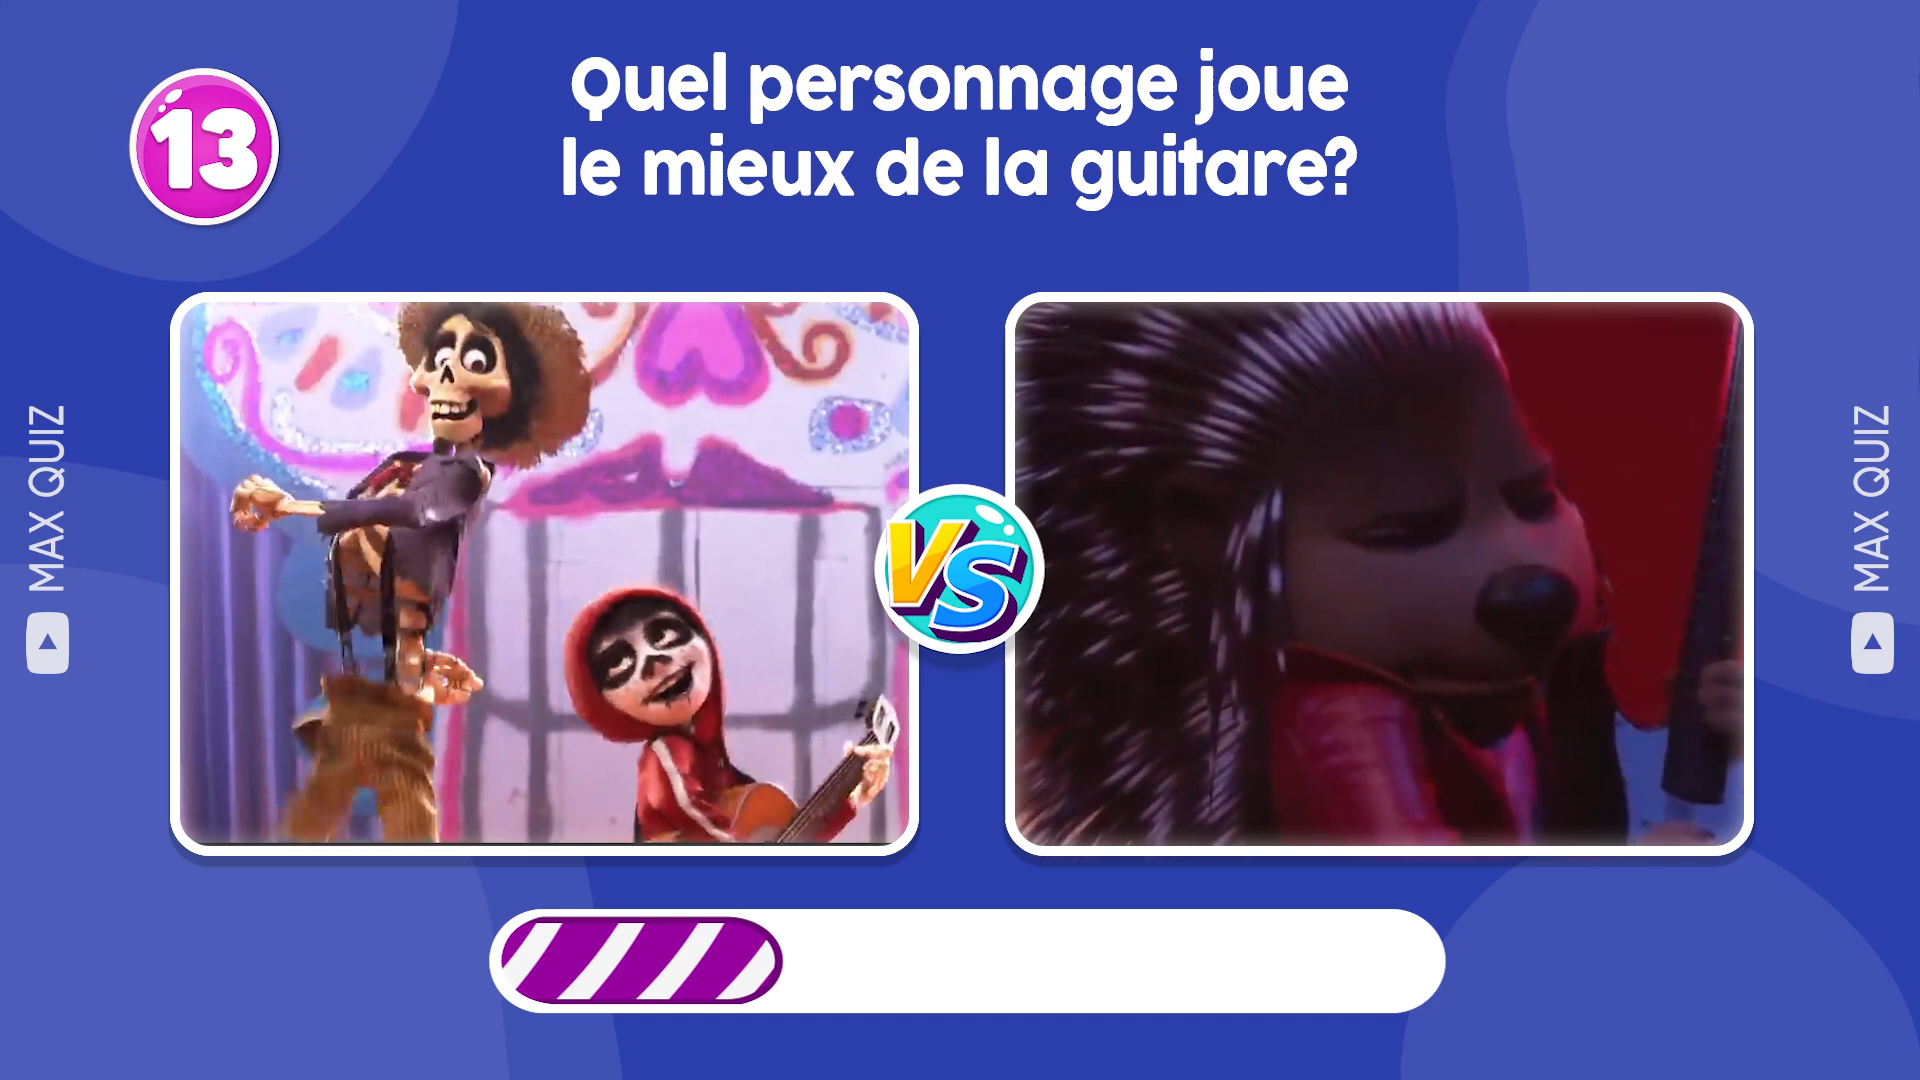 13
Quel personnage joue
le mieux de la guitare?
MAX QUIZ
VS
MAX QUIZ